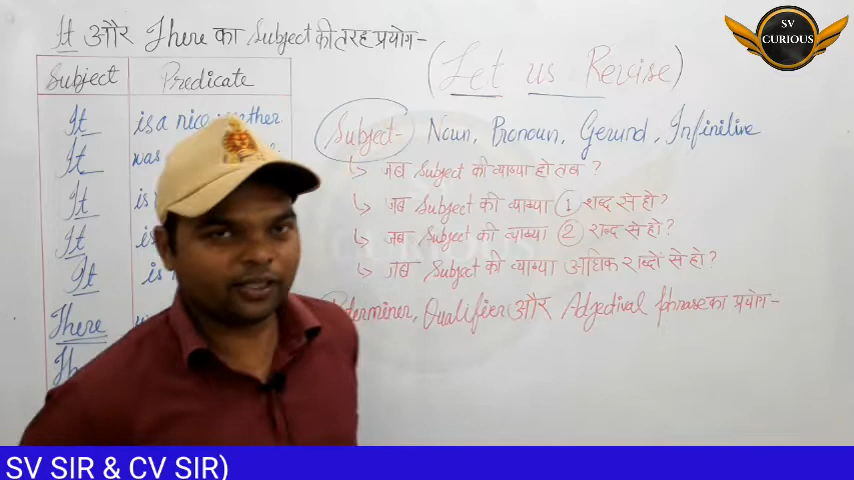 It और There का Subject की तरह प्रयोग-
Subject Predicate
It is a nice weather.
It was
It is
It is
It is
There
(Let us Revise)
Subject- Noun, Pronoun, Gerund, Infinitive
↳ जब Subject की व्याख्या हो तब ?
↳ जब Subject की व्याख्या 1 शब्द से हो ?
↳ जब Subject की व्याख्या 2 शब्द से हो ?
↳ जब Subject की व्याख्या अधिक शब्दों से हो ?
Determiner, Qualifier और Adjectival phrase का प्रयोग-
SV
CURIOUS
SV SIR & CV SIR)